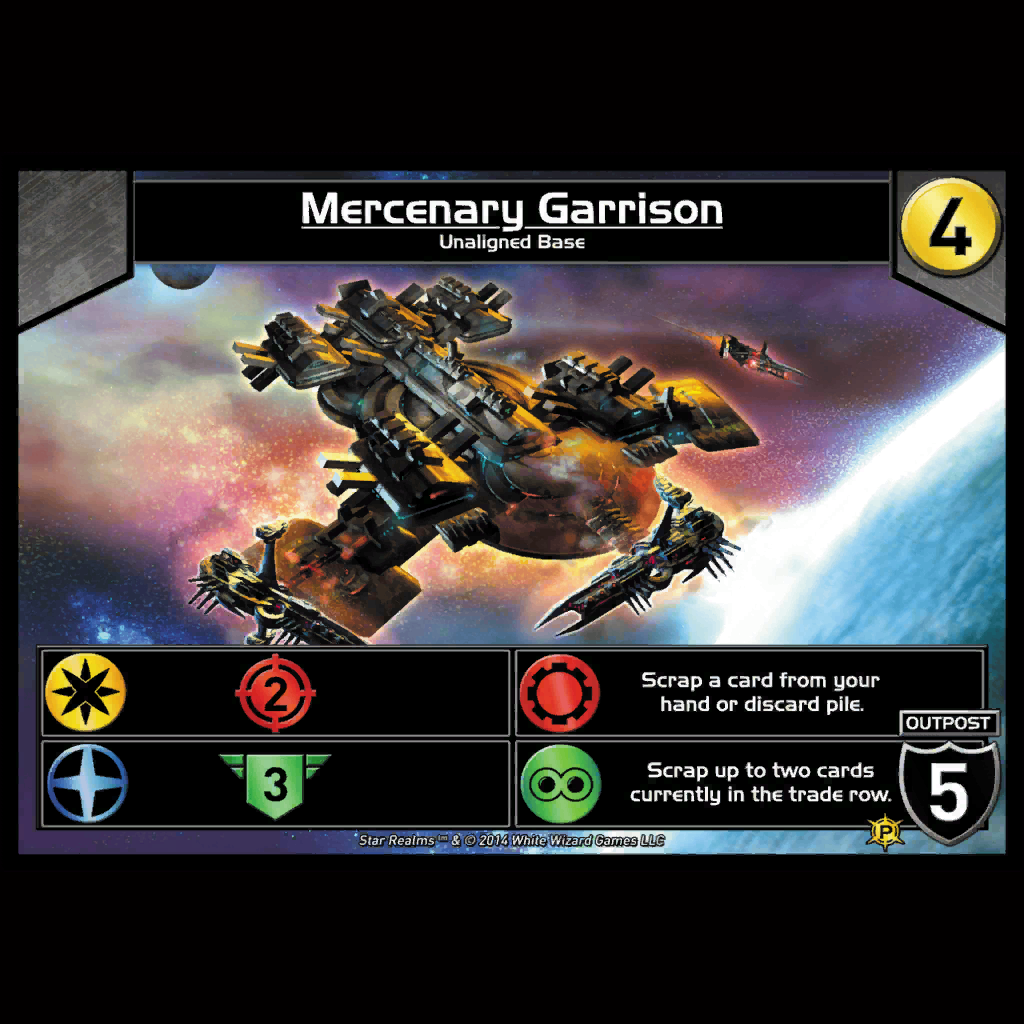 Mercenary Garrison
4
Unaligned Base
2
Scrap a card from your
hand or discard pile.
OUTPOST
3
Scrap up to two cards
currently in the trade row.
5
P
Star Realms™ & © 2014 White Wizard Games LLC